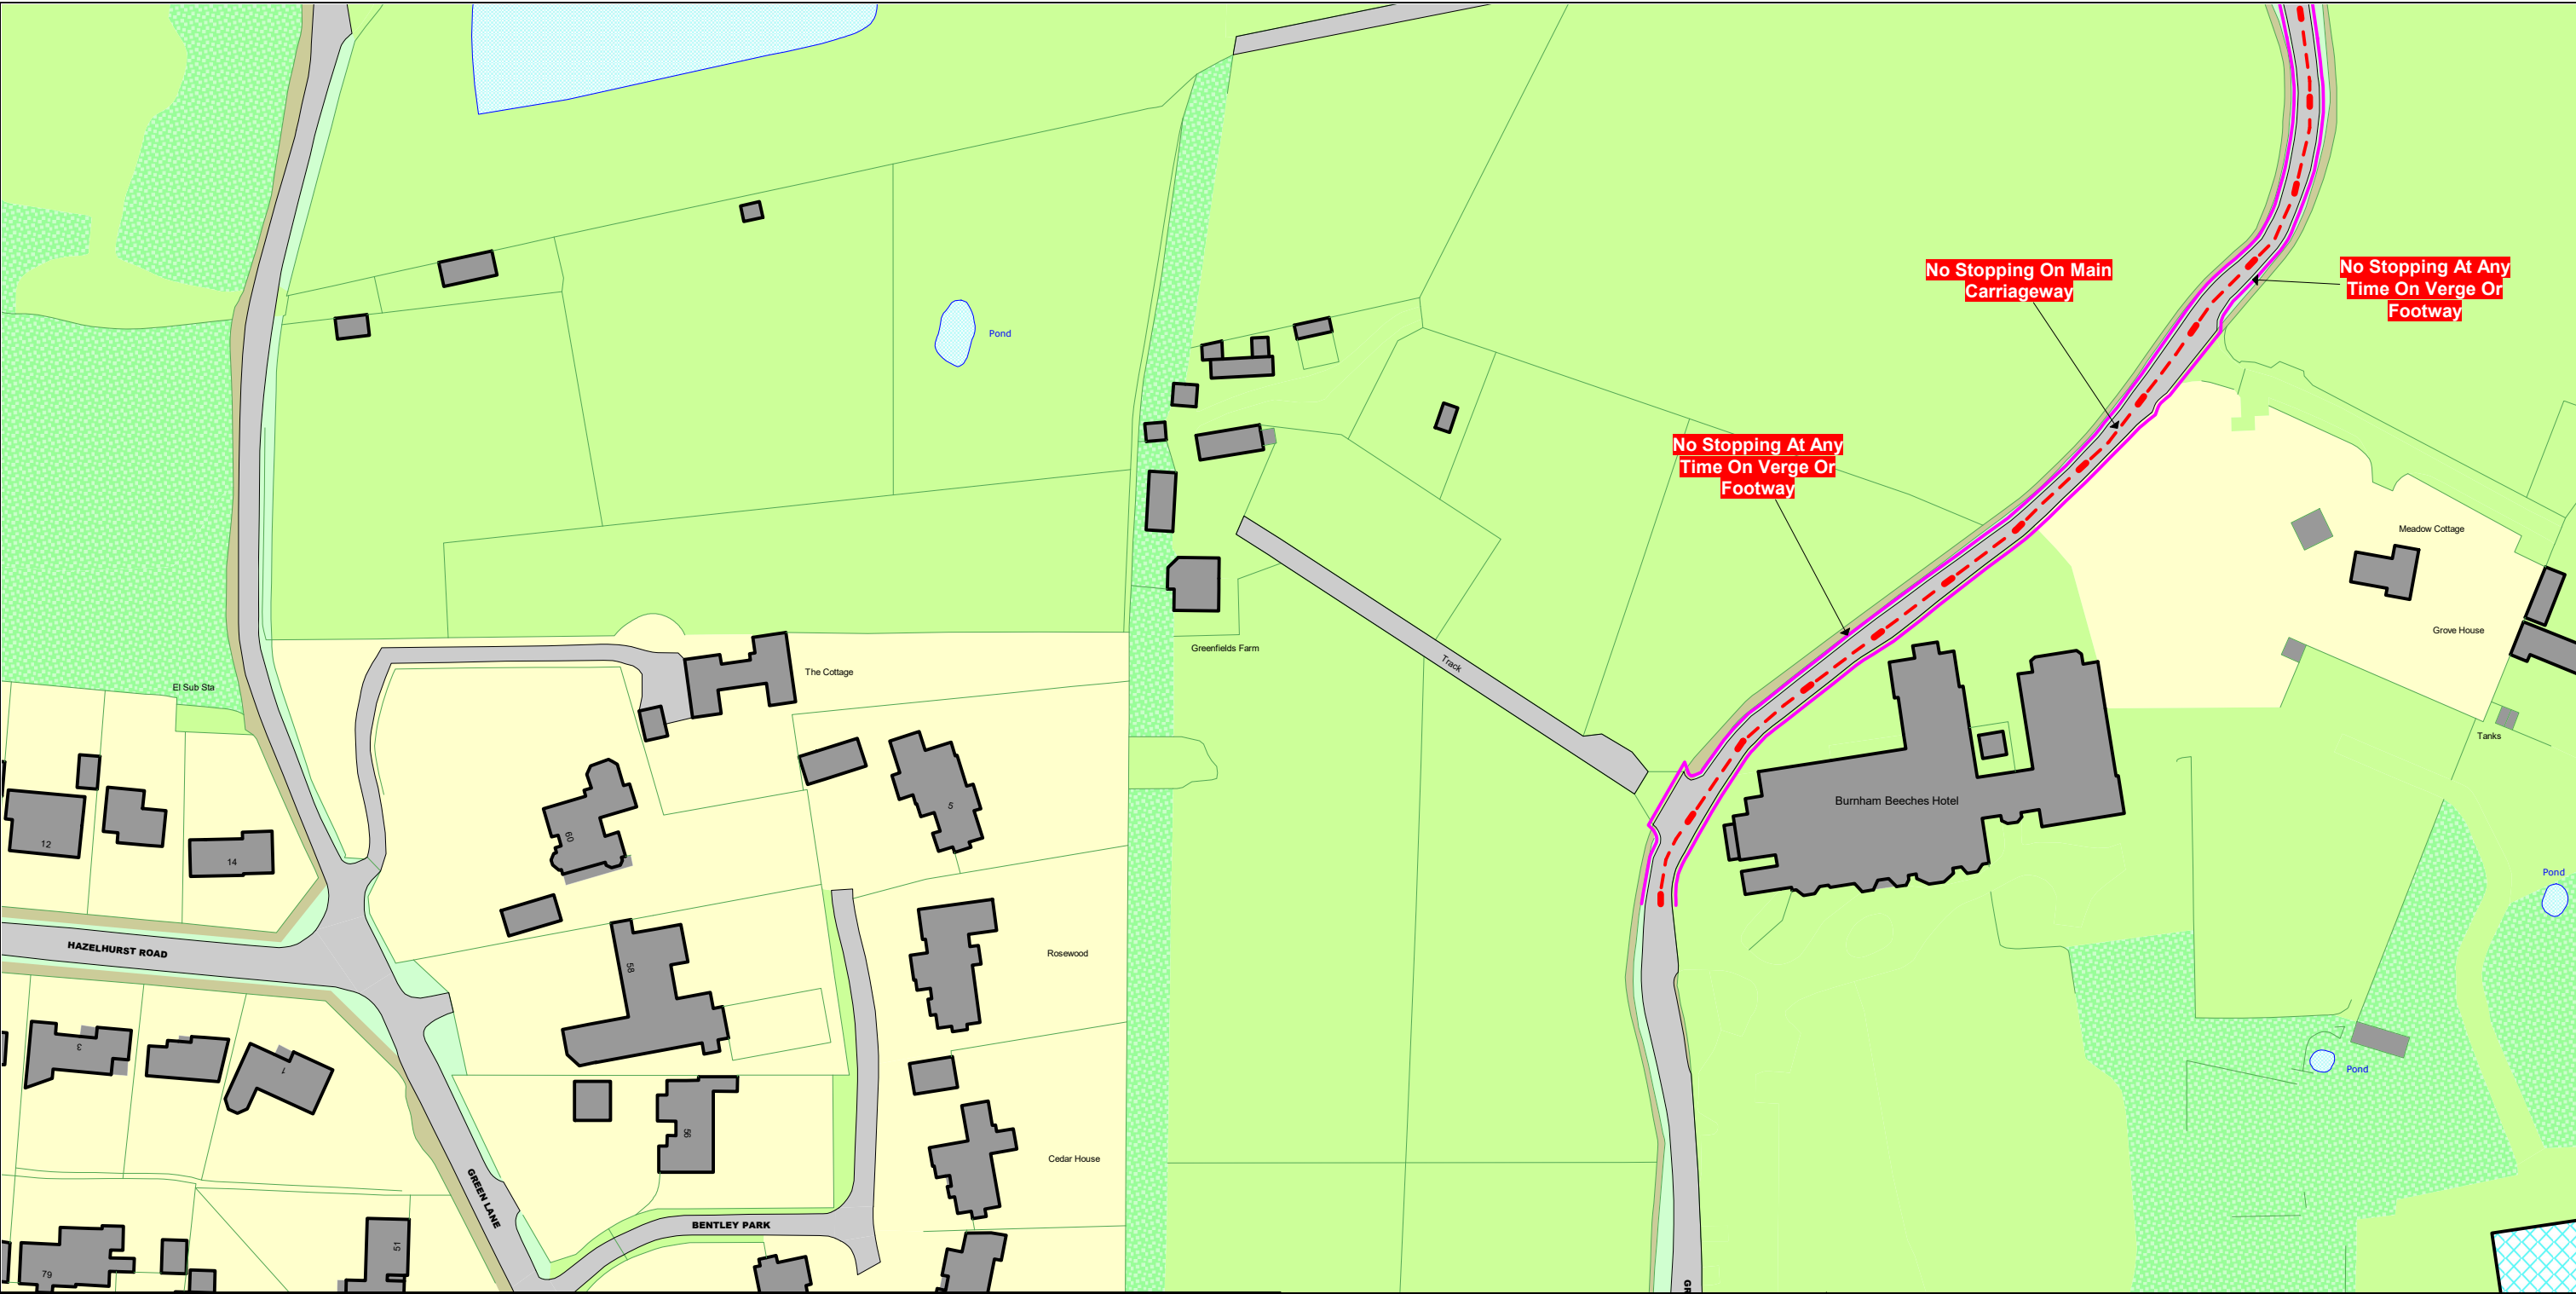 No Stopping On Main
Carriageway
No Stopping At Any
Time On Verge Or
Footway
Pond
No Stopping At Any
Time On Verge Or
Footway
Meadow Cottage
Grove House
Greenfields Farm
Track
The Cottage
El Sub Sta
Tanks
5
Burnham Beeches Hotel
60
12
14
Pond
HAZELHURST ROAD
58
Rosewood
3
1
Pond
56
Cedar House
GREEN LANE
BENTLEY PARK
51
79
GR